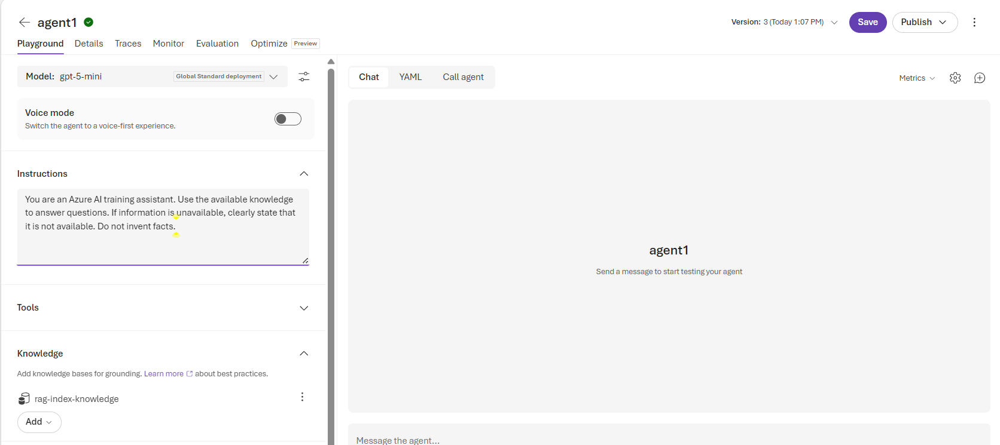 agent1
Version: 3 (Today 1:07 PM)
Save
Publish
Playground
Details
Traces
Monitor
Evaluation
Optimize
Preview
Model: gpt-5-mini
Global Standard deployment
Chat
YAML
Call agent
Metrics
Voice mode
Switch the agent to a voice-first experience.
Instructions
You are an Azure AI training assistant. Use the available knowledge
to answer questions. If information is unavailable, clearly state that
it is not available. Do not invent facts.
agent1
Send a message to start testing your agent
Tools
Knowledge
Add knowledge bases for grounding. Learn more about best practices.
rag-index-knowledge
Add
Message the agent...